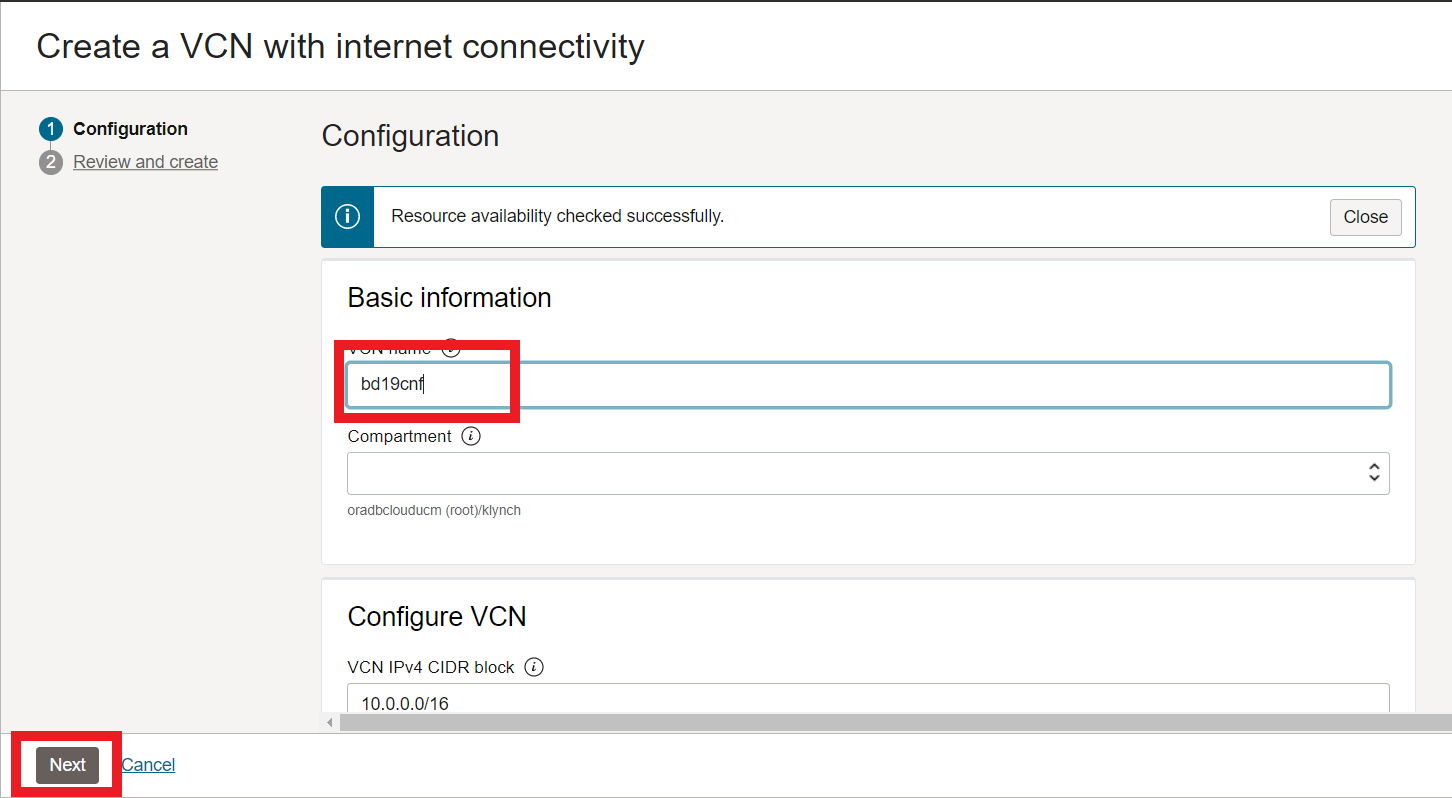 Create a VCN with internet connectivity
1 Configuration
2 Review and create
Configuration
Resource availability checked successfully.
Close
Basic information
VCN name i
bd19cnf
Compartment i
oradbclouducm (root)/klynch
Configure VCN
VCN IPv4 CIDR block i
10.0.0.0/16
Next Cancel